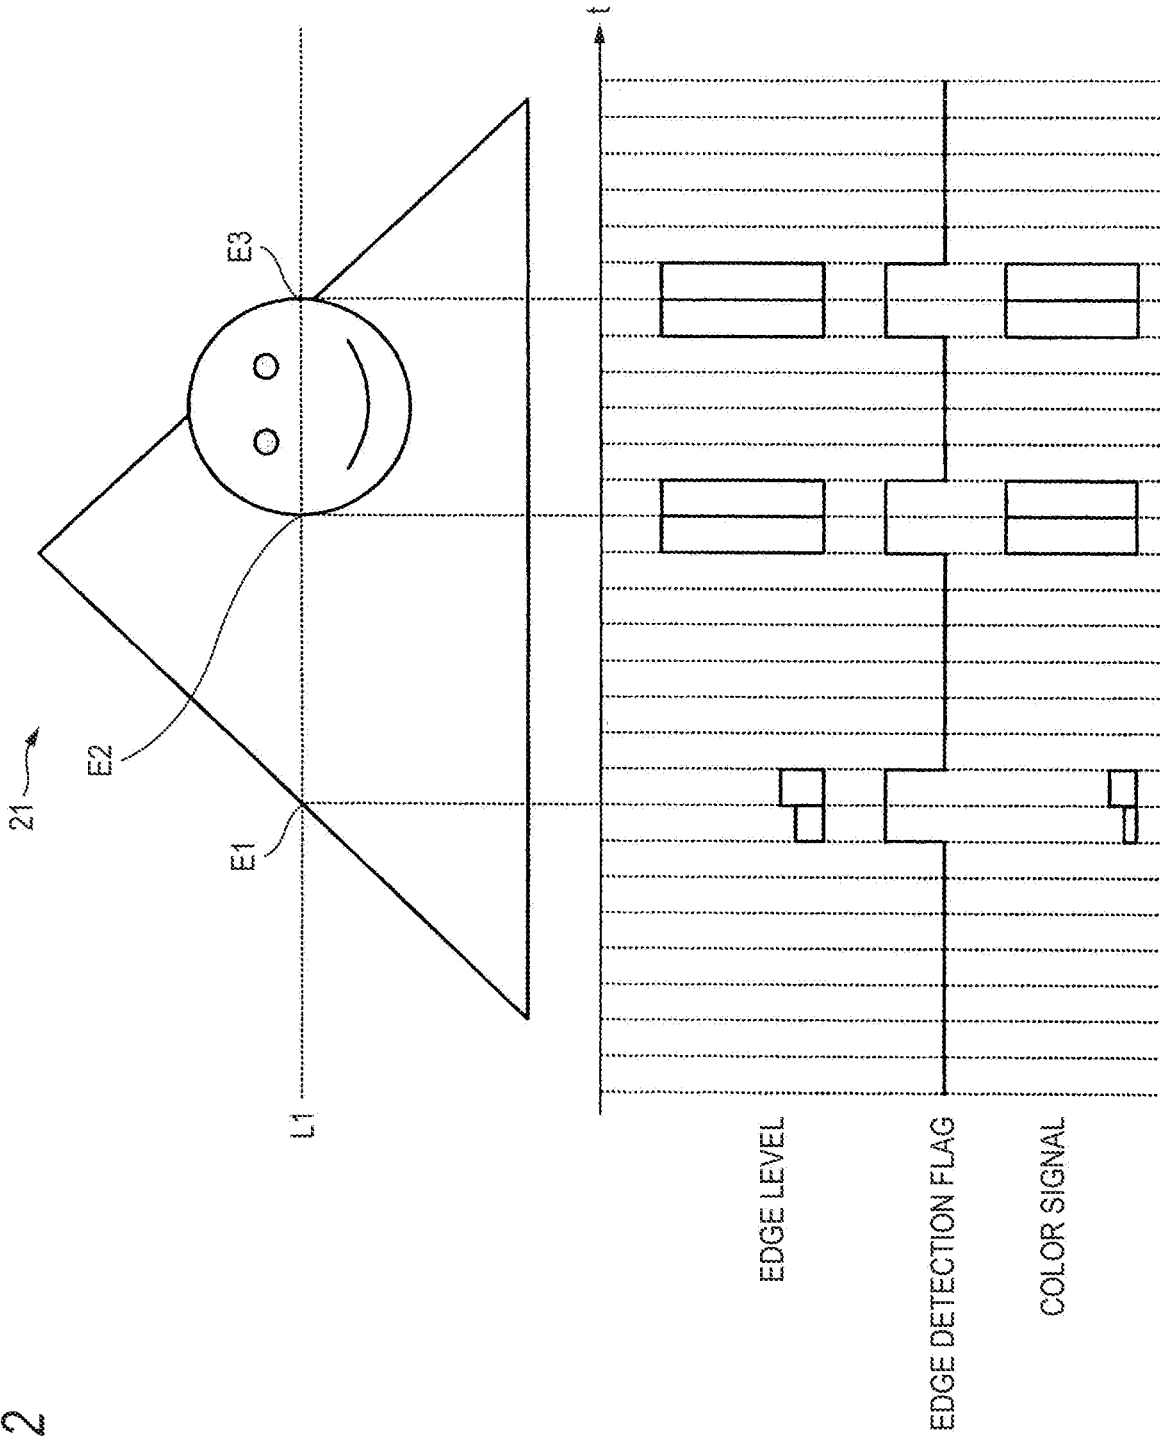 2
21
E1
E2
E3
L1
t
EDGE LEVEL
EDGE DETECTION FLAG
COLOR SIGNAL